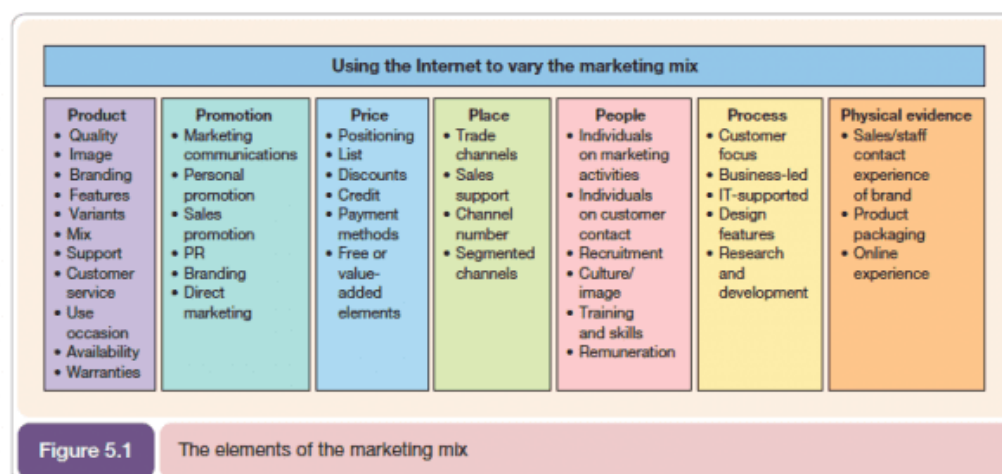 Using the Internet to vary the marketing mix
Product
• Quality
• Image
• Branding
• Features
• Variants
• Mix
• Support
• Customer
service
• Use
occasion
• Availability
• Warranties
Promotion
• Marketing
communications
• Personal
promotion
• Sales
promotion
• PR
• Branding
• Direct
marketing
Price
• Positioning
• List
• Discounts
• Credit
• Payment
methods
• Free or
value-
added
elements
Place
• Trade
channels
• Sales
support
• Channel
number
• Segmented
channels
People
• Individuals
on marketing
activities
• Individuals
on customer
contact
• Recruitment
• Culture/
image
• Training
and skills
• Remuneration
Process
• Customer
focus
• Business-led
• IT-supported
• Design
features
• Research
and
development
Physical evidence
• Sales/staff
contact
experience
of brand
• Product
packaging
• Online
experience
Figure 5.1
The elements of the marketing mix